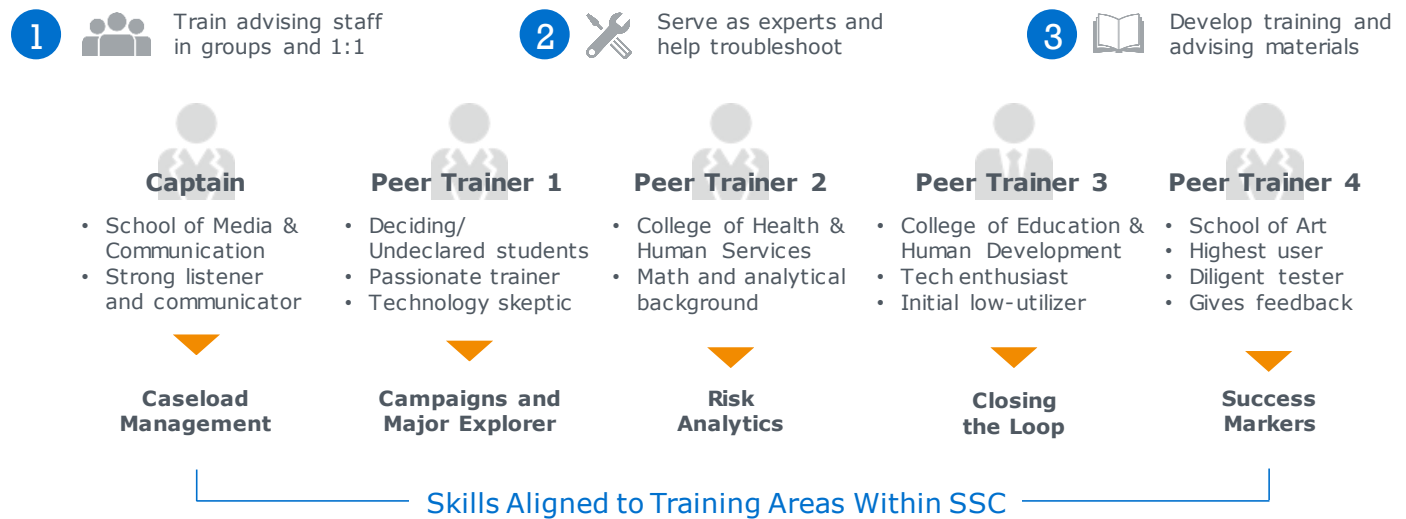 1
Train advising staff
in groups and 1:1
2
Serve as experts and
help troubleshoot
3
Develop training and
advising materials
Captain
• School of Media &
Communication
• Strong listener
and communicator
Caseload
Management
Peer Trainer 1
• Deciding/
Undeclared students
• Passionate trainer
• Technology skeptic
Campaigns and
Major Explorer
Peer Trainer 2
• College of Health &
Human Services
• Math and analytical
background
Risk
Analytics
Peer Trainer 3
• College of Education &
Human Development
• Tech enthusiast
• Initial low-utilizer
Closing
the Loop
Peer Trainer 4
• School of Art
• Highest user
• Diligent tester
• Gives feedback
Success
Markers
Skills Aligned to Training Areas Within SSC